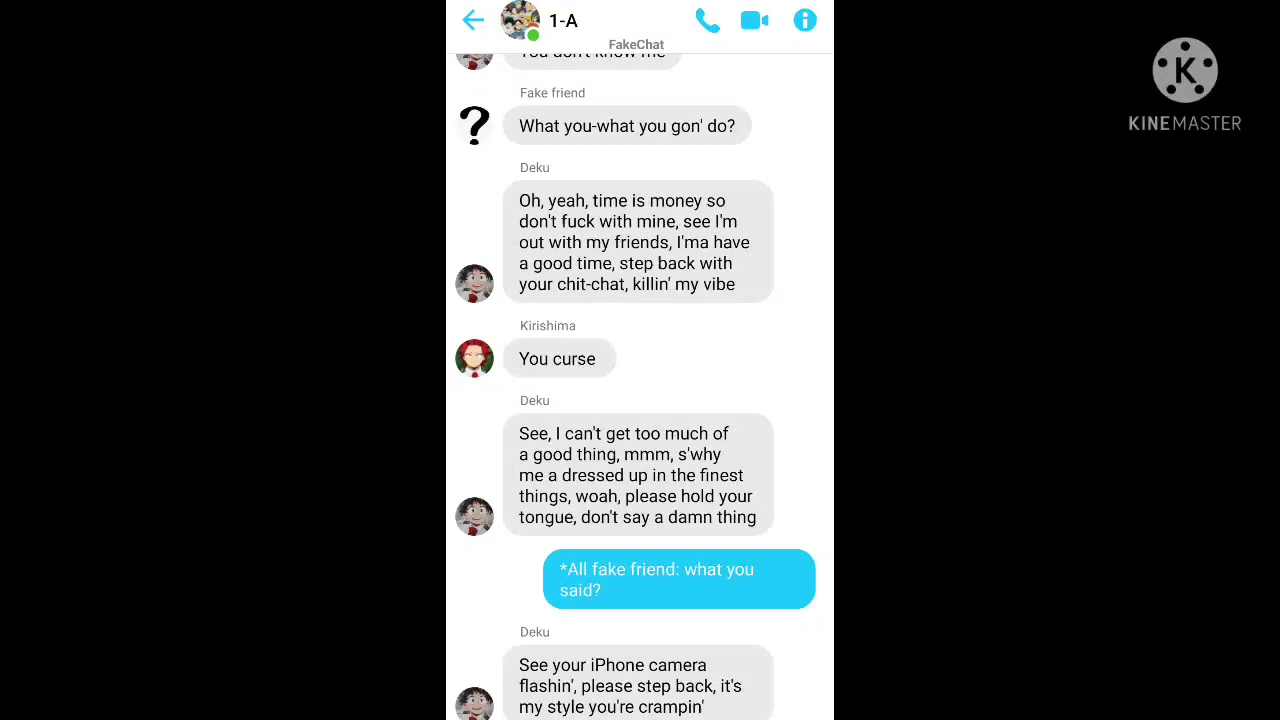 1-A
FakeChat
You don't know me
Fake friend
What you-what you gon' do?
Deku
Oh, yeah, time is money so
don't fuck with mine, see I'm
out with my friends, I'ma have
a good time, step back with
your chit-chat, killin' my vibe
Kirishima
You curse
Deku
See, I can't get too much of
a good thing, mmm, s'why
me a dressed up in the finest
things, woah, please hold your
tongue, don't say a damn thing
*All fake friend: what you
said?
Deku
See your iPhone camera
flashin', please step back, it's
my style you're crampin'
K
KINEMASTER